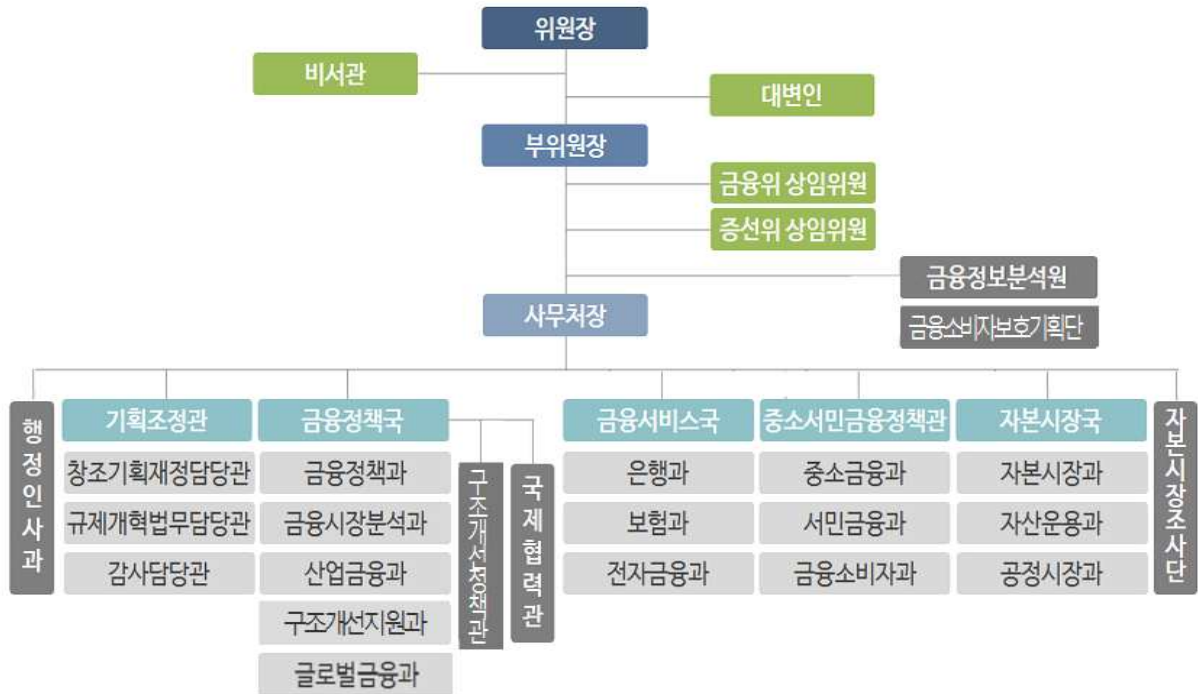 위원장
비서관
대변인
부위원장
금융위 상임위원
증선위 상임위원
금융정보분석원
사무처장
금융소비자보호기획단
행정인사과
기획조정관
금융정책국
구조개선정책관
국제협력관
금융서비스국
중소서민금융정책관
자본시장국
자본시장조사단
창조기획재정담당관
금융정책과
은행과
중소금융과
자본시장과
규제개혁법무담당관
금융시장분석과
보험과
서민금융과
자산운용과
감사담당관
산업금융과
전자금융과
금융소비자과
공정시장과
구조개선지원과
글로벌금융과